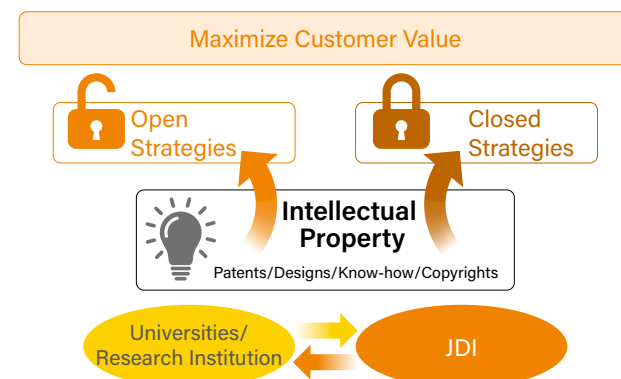 Maximize Customer Value
Open
Strategies
Closed
Strategies
Intellectual
Property
Patents/Designs/Know-how/Copyrights
Universities/
Research Institution
JDI